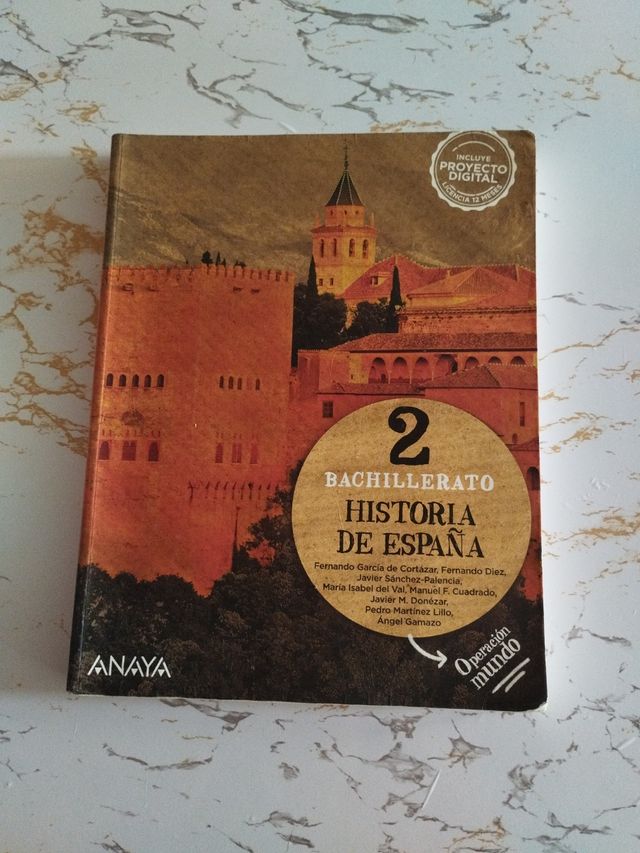 INCLUYE
PROYECTO
DIGITAL
LICENCIA 12 MESES
2
BACHILLERATO
HISTORIA
DE ESPAÑA
Fernando García de Cortázar, Fernando Díez,
Javier Sánchez-Palencia,
María Isabel del Val, Manuel F. Cuadrado,
Javier M. Donézar,
Pedro Martínez Lillo,
Ángel Gamazo
Operación
mundo
ANAYA